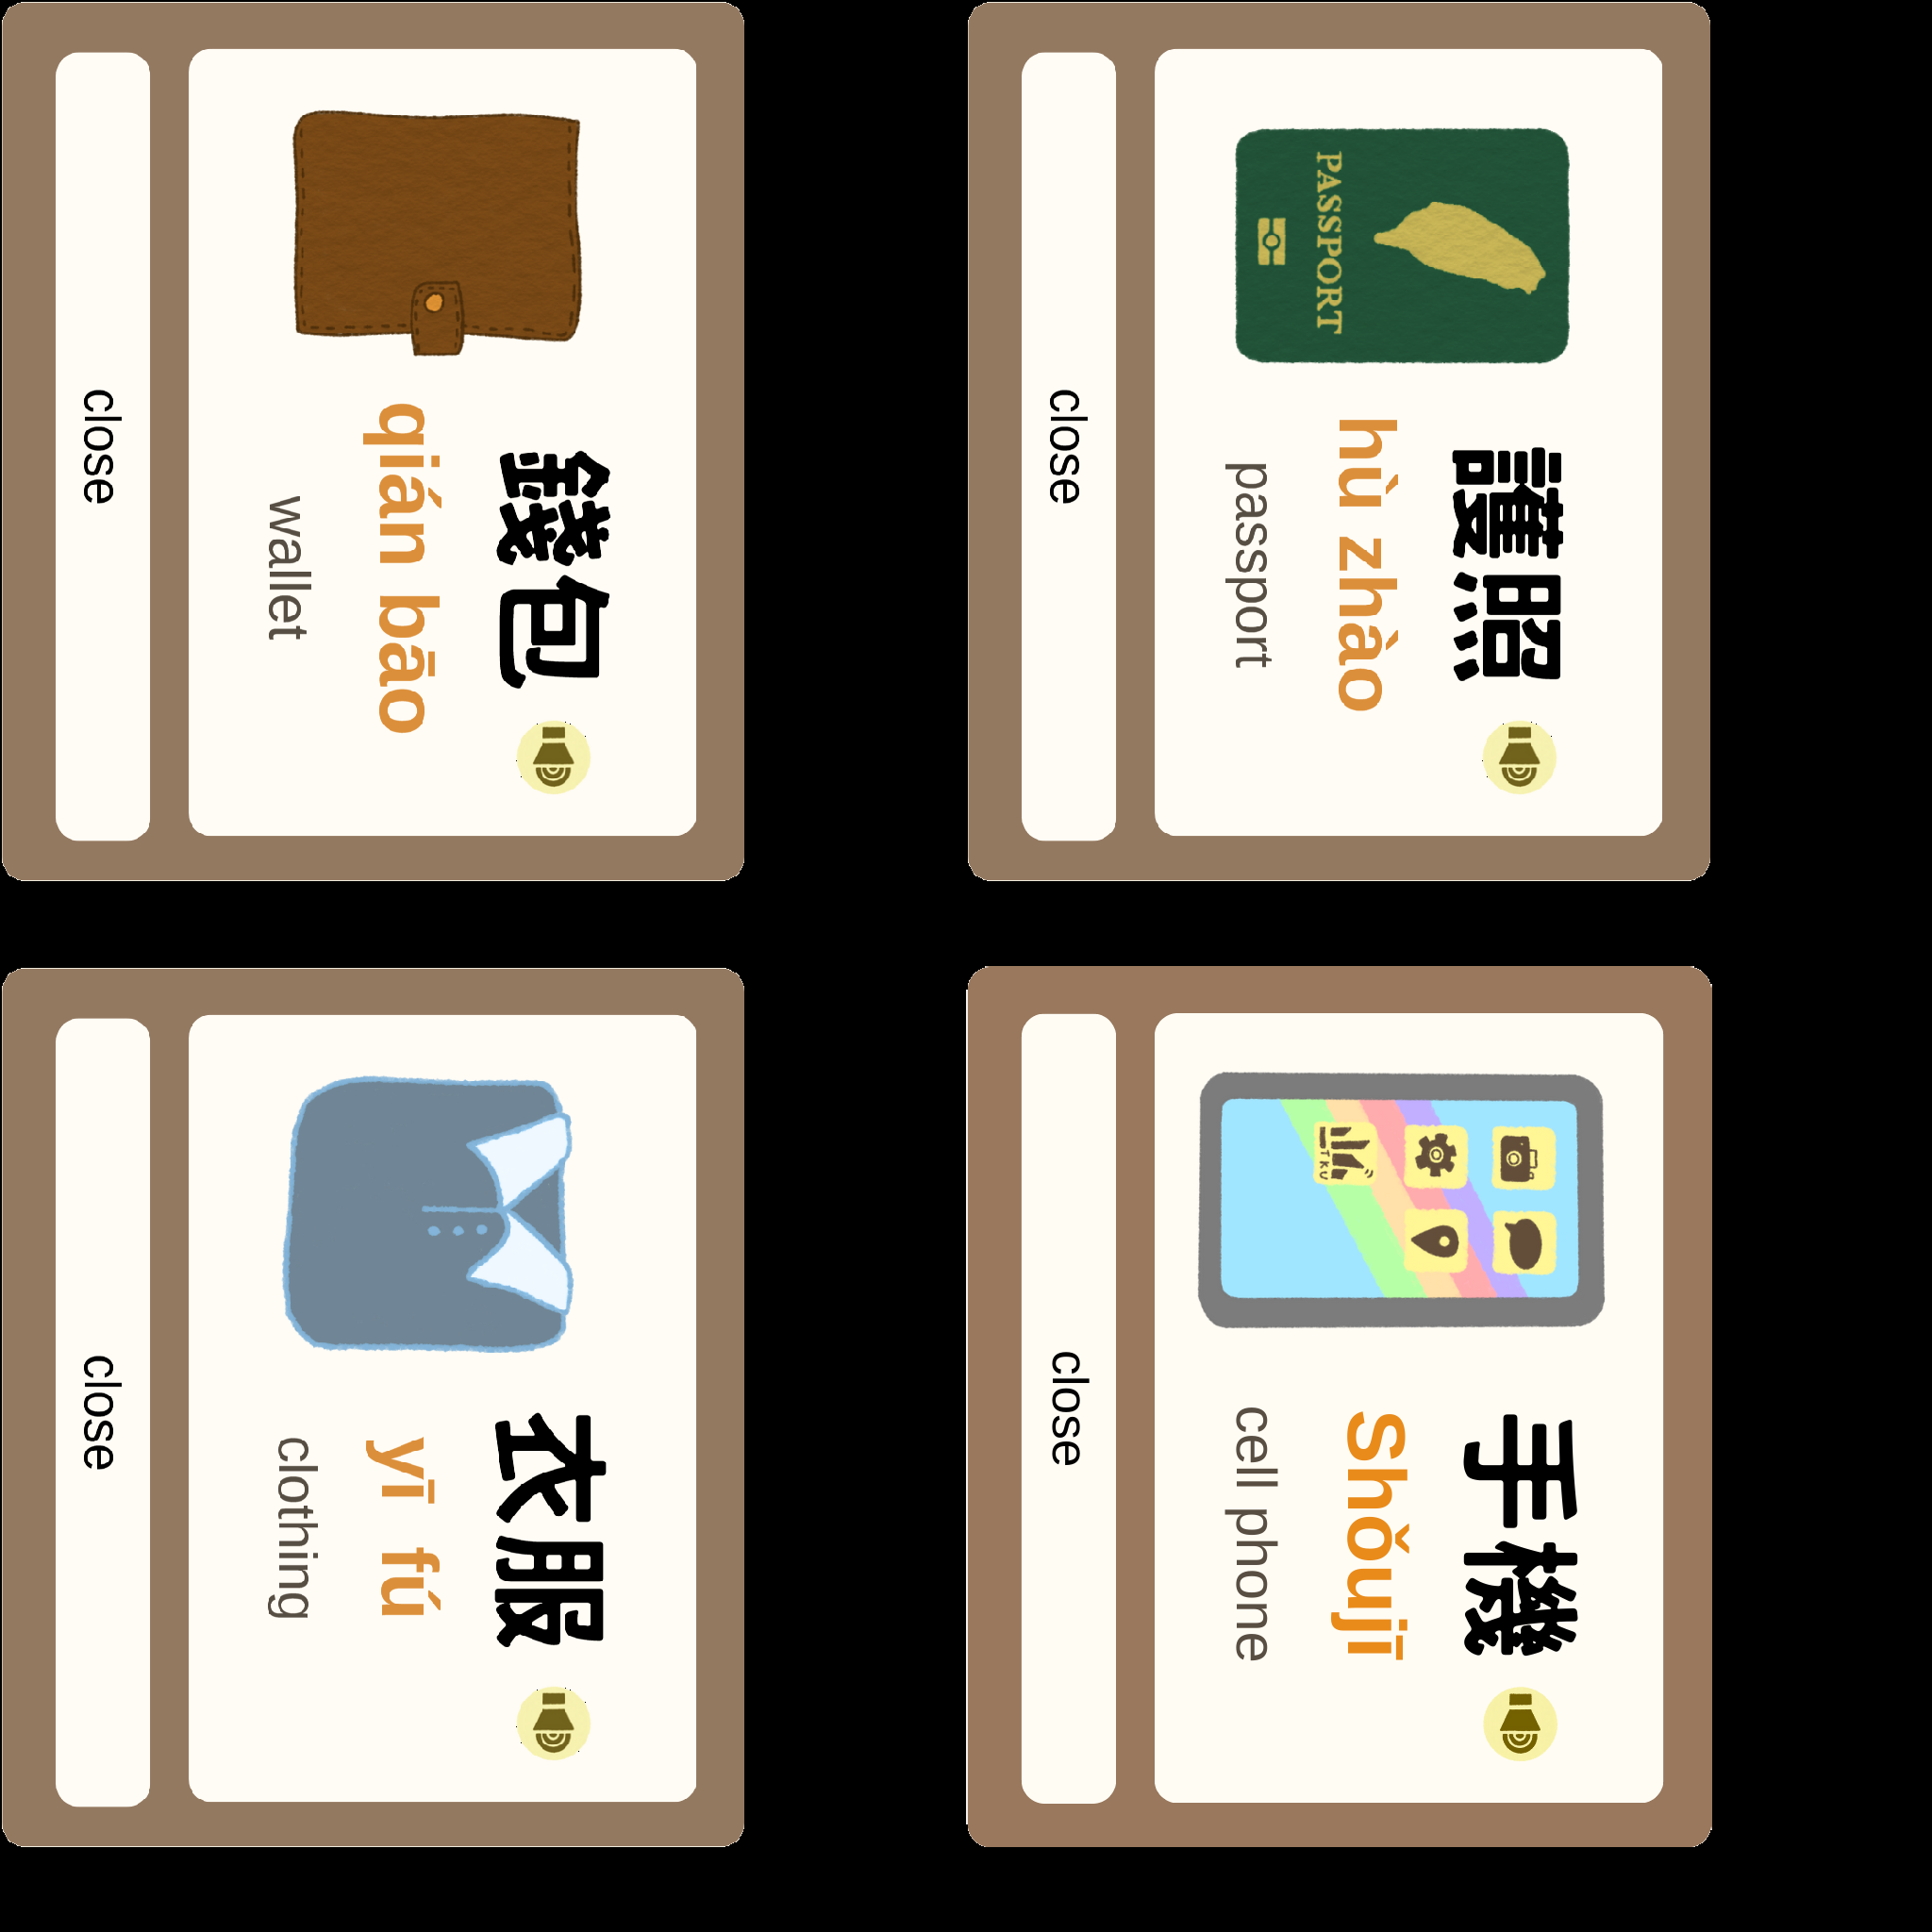 錢包
qián bāo
wallet
close
PASSPORT
護照
hù zhào
passport
close
衣服
yī fú
clothing
close
TKU
手機
Shǒujī
cell phone
close